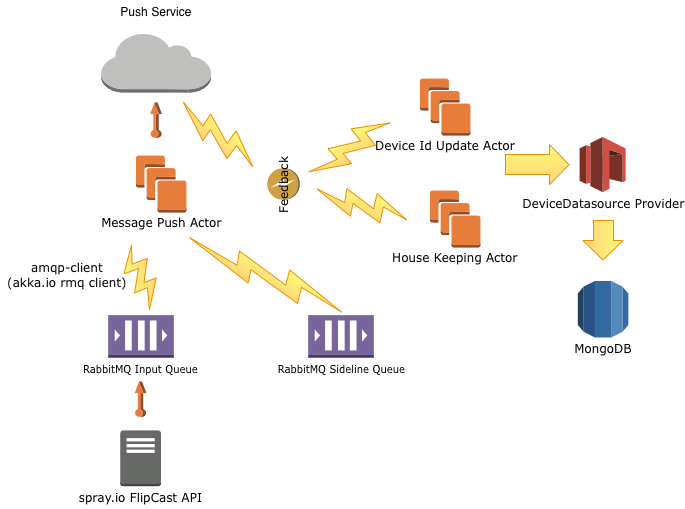 Push Service
Feedback
Device Id Update Actor
DeviceDatasource Provider
Message Push Actor
House Keeping Actor
amqp-client
(akka.io rmq client)
MongoDB
RabbitMQ Input Queue
RabbitMQ Sideline Queue
spray.io FlipCast API